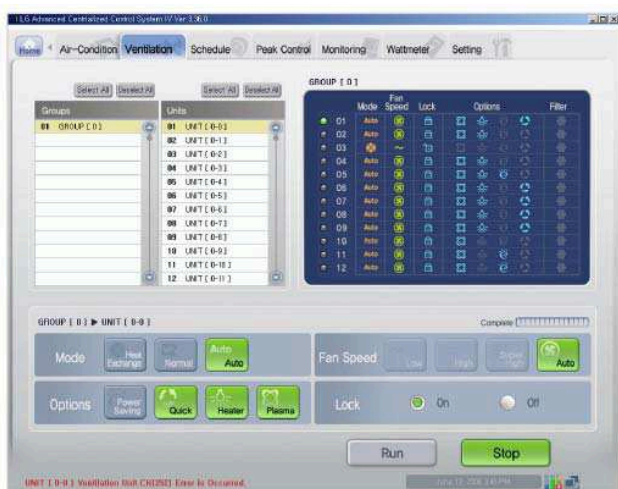 LG Advanced Centralized Control System IV Ver 3.36.0
Home Air-Condition Ventilation Schedule Peak Control Monitoring Wattmeter Setting
Select All Deselect All Select All Deselect All
GROUP [ 0 ]
Groups Units
Mode Fan Speed Lock Options Filter
01 GROUP [ 0 ]
01 UNIT [ 0-0 ]
02 UNIT [ 0-1 ]
03 UNIT [ 0-2 ]
04 UNIT [ 0-3 ]
05 UNIT [ 0-4 ]
06 UNIT [ 0-5 ]
07 UNIT [ 0-6 ]
08 UNIT [ 0-7 ]
09 UNIT [ 0-8 ]
10 UNIT [ 0-9 ]
11 UNIT [ 0-10 ]
12 UNIT [ 0-11 ]
01 Auto
02 Auto
03
04 Auto
05 Auto
06 Auto
07 Auto
08 Auto
09 Auto
10 Auto
11 Auto
12 Auto
GROUP [ 0 ] ▶ UNIT [ 0-0 ]
Complete
Mode Heat Exchange Normal Auto Auto
Fan Speed Low High Super High Auto
Options Power Saving Quick Heater Plasma
Lock On Off
Run Stop
UNIT [ 0-0 ] Ventilation Unit Error is Occurred.